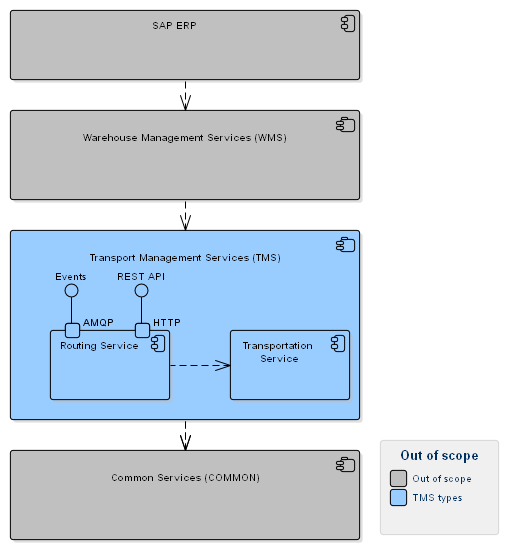 SAP ERP
Warehouse Management Services (WMS)
Transport Management Services (TMS)
Events
REST API
AMQP
HTTP
Routing Service
Transportation
Service
Common Services (COMMON)
Out of scope
Out of scope
TMS types